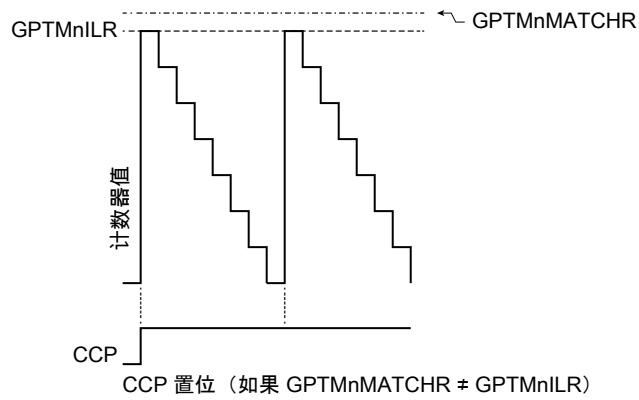 GPTMnMATCHR
GPTMnILR
计数器值
CCP
CCP 置位（如果 GPTMnMATCHR ≠ GPTMnILR）